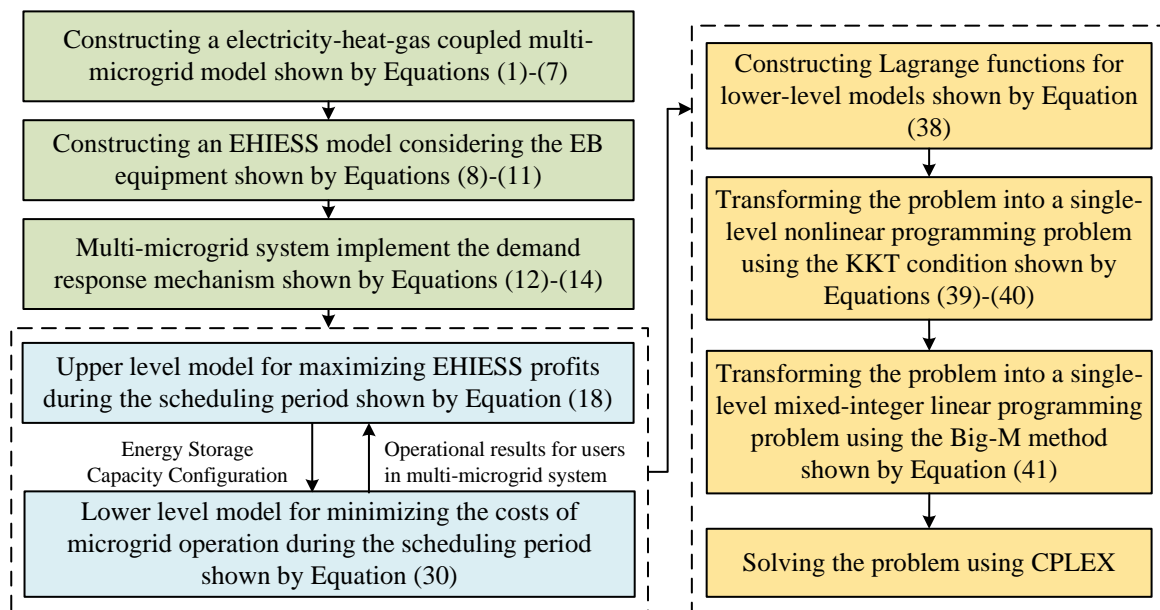 Constructing a electricity-heat-gas coupled multi-
microgrid model shown by Equations (1)-(7)
Constructing an EHIESS model considering the EB
equipment shown by Equations (8)-(11)
Multi-microgrid system implement the demand
response mechanism shown by Equations (12)-(14)
Upper level model for maximizing EHIESS profits
during the scheduling period shown by Equation (18)
Energy Storage
Capacity Configuration
Operational results for users
in multi-microgrid system
Lower level model for minimizing the costs of
microgrid operation during the scheduling period
shown by Equation (30)
Constructing Lagrange functions for
lower-level models shown by Equation
(38)
Transforming the problem into a single-
level nonlinear programming problem
using the KKT condition shown by
Equations (39)-(40)
Transforming the problem into a single-
level mixed-integer linear programming
problem using the Big-M method
shown by Equation (41)
Solving the problem using CPLEX